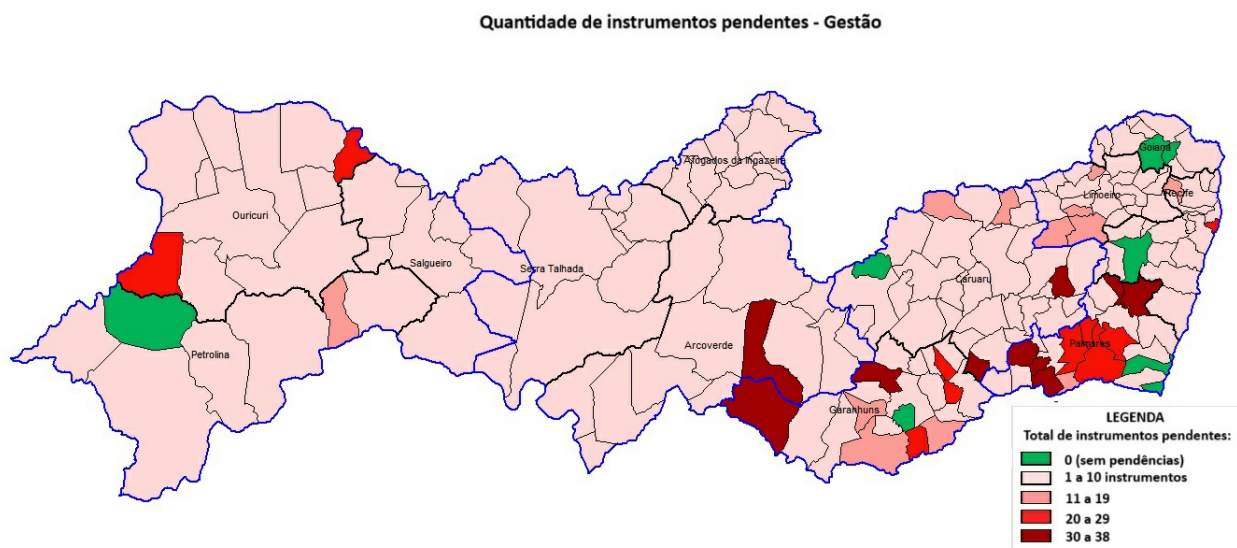 Quantidade de instrumentos pendentes - Gestão
Afogados da Ingazeira
Goiana
Limoeiro
Recife
Ouricuri
Salgueiro
Serra Talhada
Caruaru
Petrolina
Arcoverde
Palmares
Garanhuns
LEGENDA
Total de instrumentos pendentes:
0 (sem pendências)
1 a 10 instrumentos
11 a 19
20 a 29
30 a 38